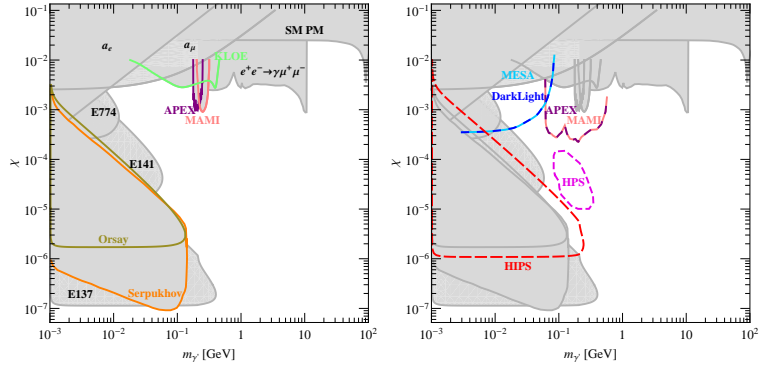 SM PM
a_e
a_μ
KLOE
e⁺e⁻→γμ⁺μ⁻
APEX
MAMI
E774
E141
Orsay
E137
Serpukhov
χ
10⁻¹
10⁻²
10⁻³
10⁻⁴
10⁻⁵
10⁻⁶
10⁻⁷
10⁻³
10⁻²
10⁻¹
1
10
10²
m_γ′ [GeV]
MESA
DarkLight
APEX
MAMI
HPS
HIPS
χ
10⁻¹
10⁻²
10⁻³
10⁻⁴
10⁻⁵
10⁻⁶
10⁻⁷
10⁻³
10⁻²
10⁻¹
1
10
10²
m_γ′ [GeV]